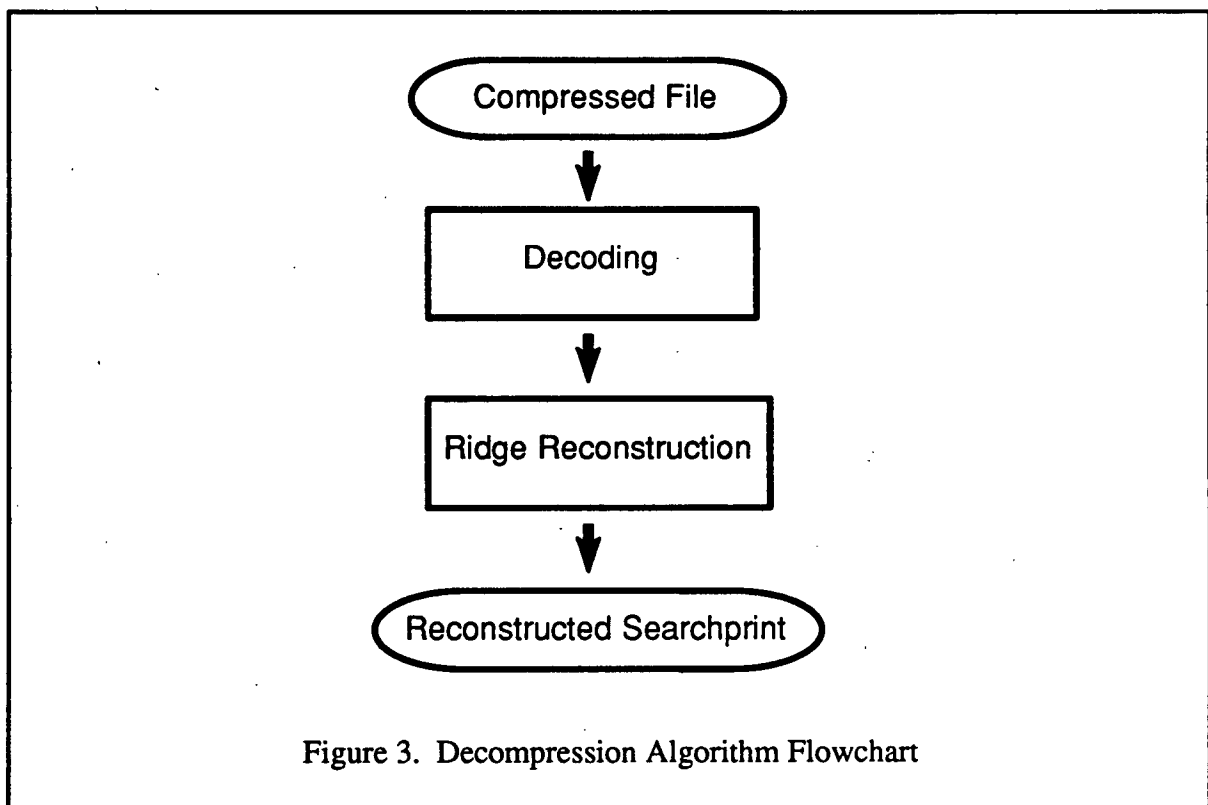 Compressed File
Decoding
Ridge Reconstruction
Reconstructed Searchprint
Figure 3. Decompression Algorithm Flowchart